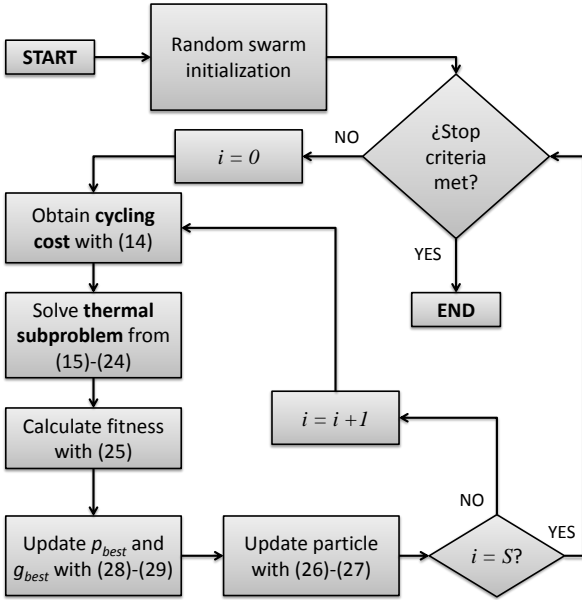 START
Random swarm
initialization
¿Stop
criteria
met?
NO
i = 0
YES
END
Obtain cycling
cost with (14)
Solve thermal
subproblem from
(15)-(24)
i = i +1
Calculate fitness
with (25)
NO
YES
Update p_best and
g_best with (28)-(29)
Update particle
with (26)-(27)
i = S?